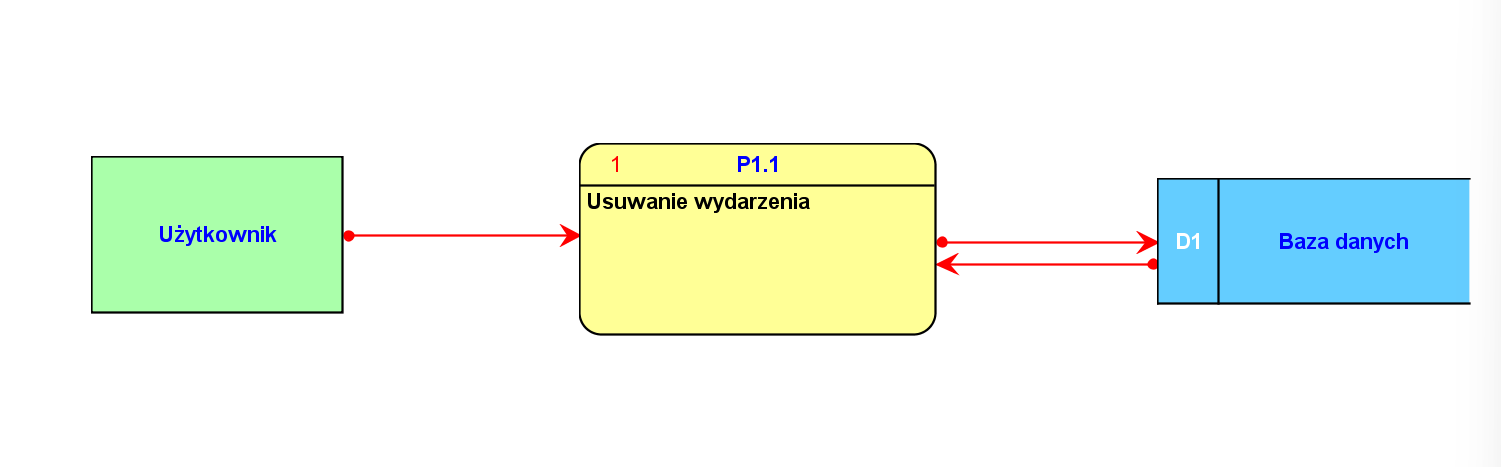 Użytkownik
1 P1.1
Usuwanie wydarzenia
D1 Baza danych